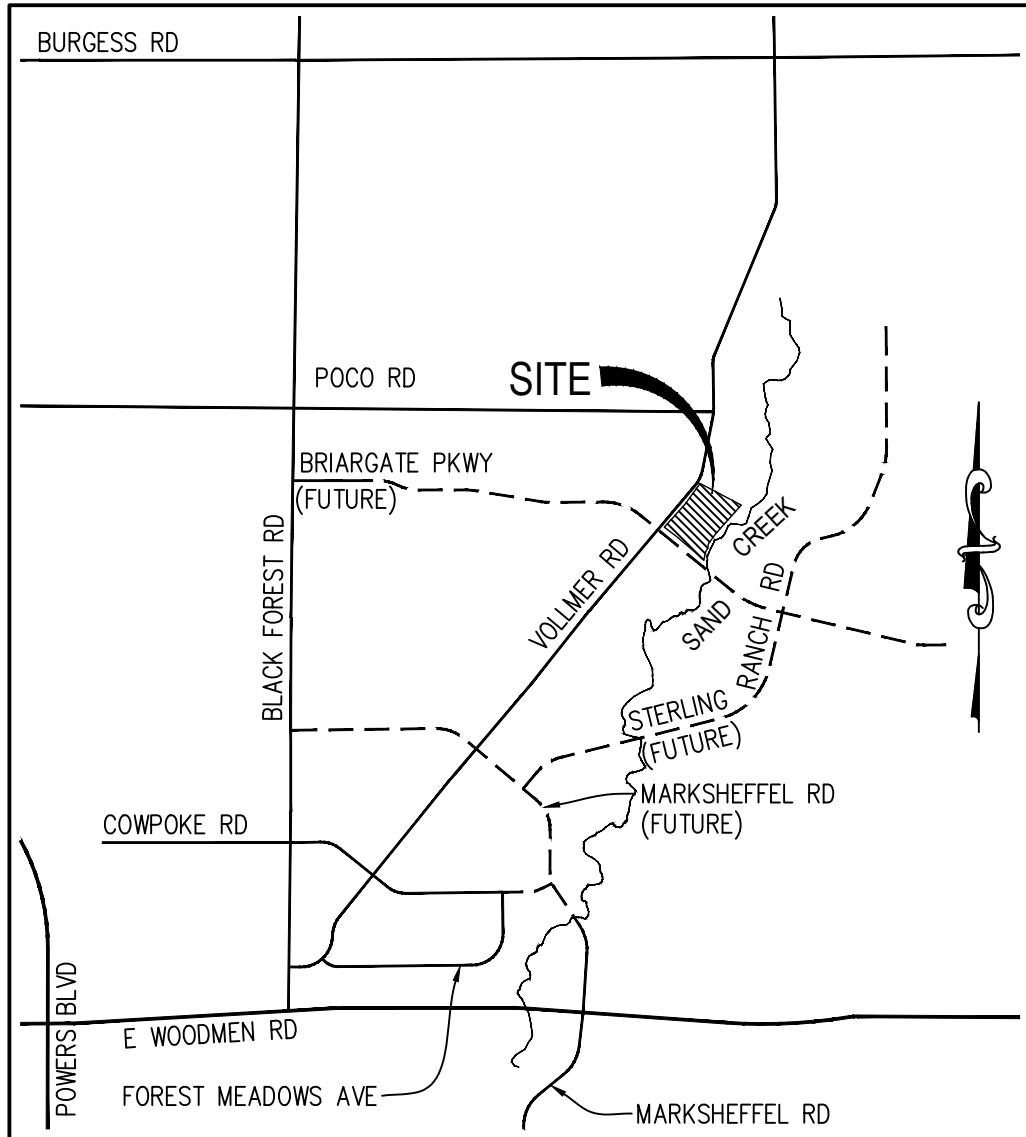 BURGESS RD
POCO RD
SITE
BRIARGATE PKWY
(FUTURE)
BLACK FOREST RD
VOLLMER RD
SAND CREEK
STERLING RANCH RD
(FUTURE)
MARKSHEFFEL RD
(FUTURE)
COWPOKE RD
POWERS BLVD
E WOODMEN RD
FOREST MEADOWS AVE
MARKSHEFFEL RD